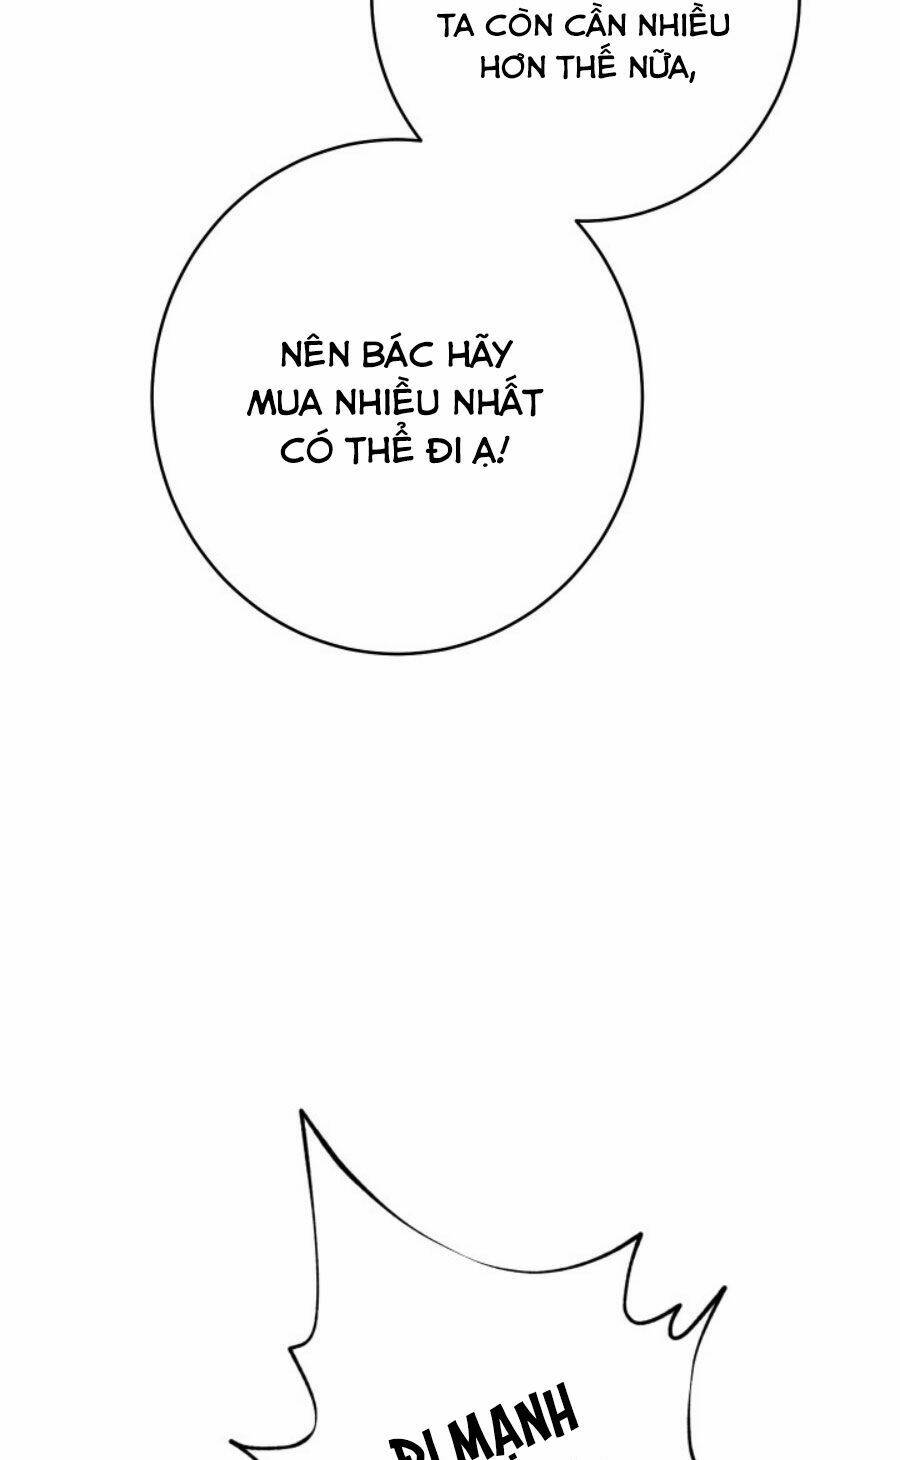 TA CÒN CẦN NHIỀU
HƠN THẾ NỮA,
NÊN BÁC HÃY
MUA NHIỀU NHẤT
CÓ THỂ ĐI Ạ!
ĐI MẠNH